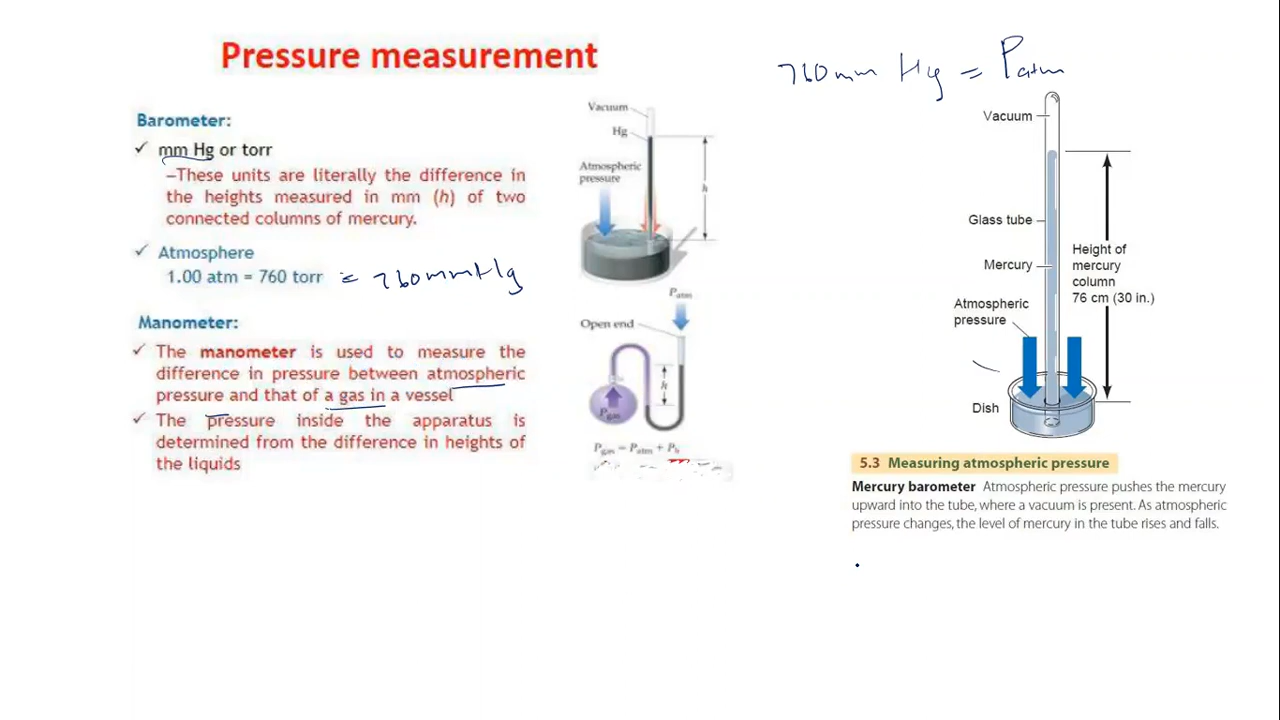 Pressure measurement
760mm Hg = Patm
Barometer:
✓ mm Hg or torr
–These units are literally the difference in
the heights measured in mm (h) of two
connected columns of mercury.
✓ Atmosphere
1.00 atm = 760 torr = 760mmHg
Manometer:
✓ The manometer is used to measure the
difference in pressure between atmospheric
pressure and that of a gas in a vessel
✓ The pressure inside the apparatus is
determined from the difference in heights of
the liquids
Vacuum
Hg
Atmospheric
pressure
h
Patm
Open end
h
Pgas
Pgas = Patm + Ph
Vacuum
Glass tube
Mercury
Atmospheric
pressure
Dish
Height of
mercury
column
76 cm (30 in.)
5.3 Measuring atmospheric pressure
Mercury barometer Atmospheric pressure pushes the mercury
upward into the tube, where a vacuum is present. As atmospheric
pressure changes, the level of mercury in the tube rises and falls.